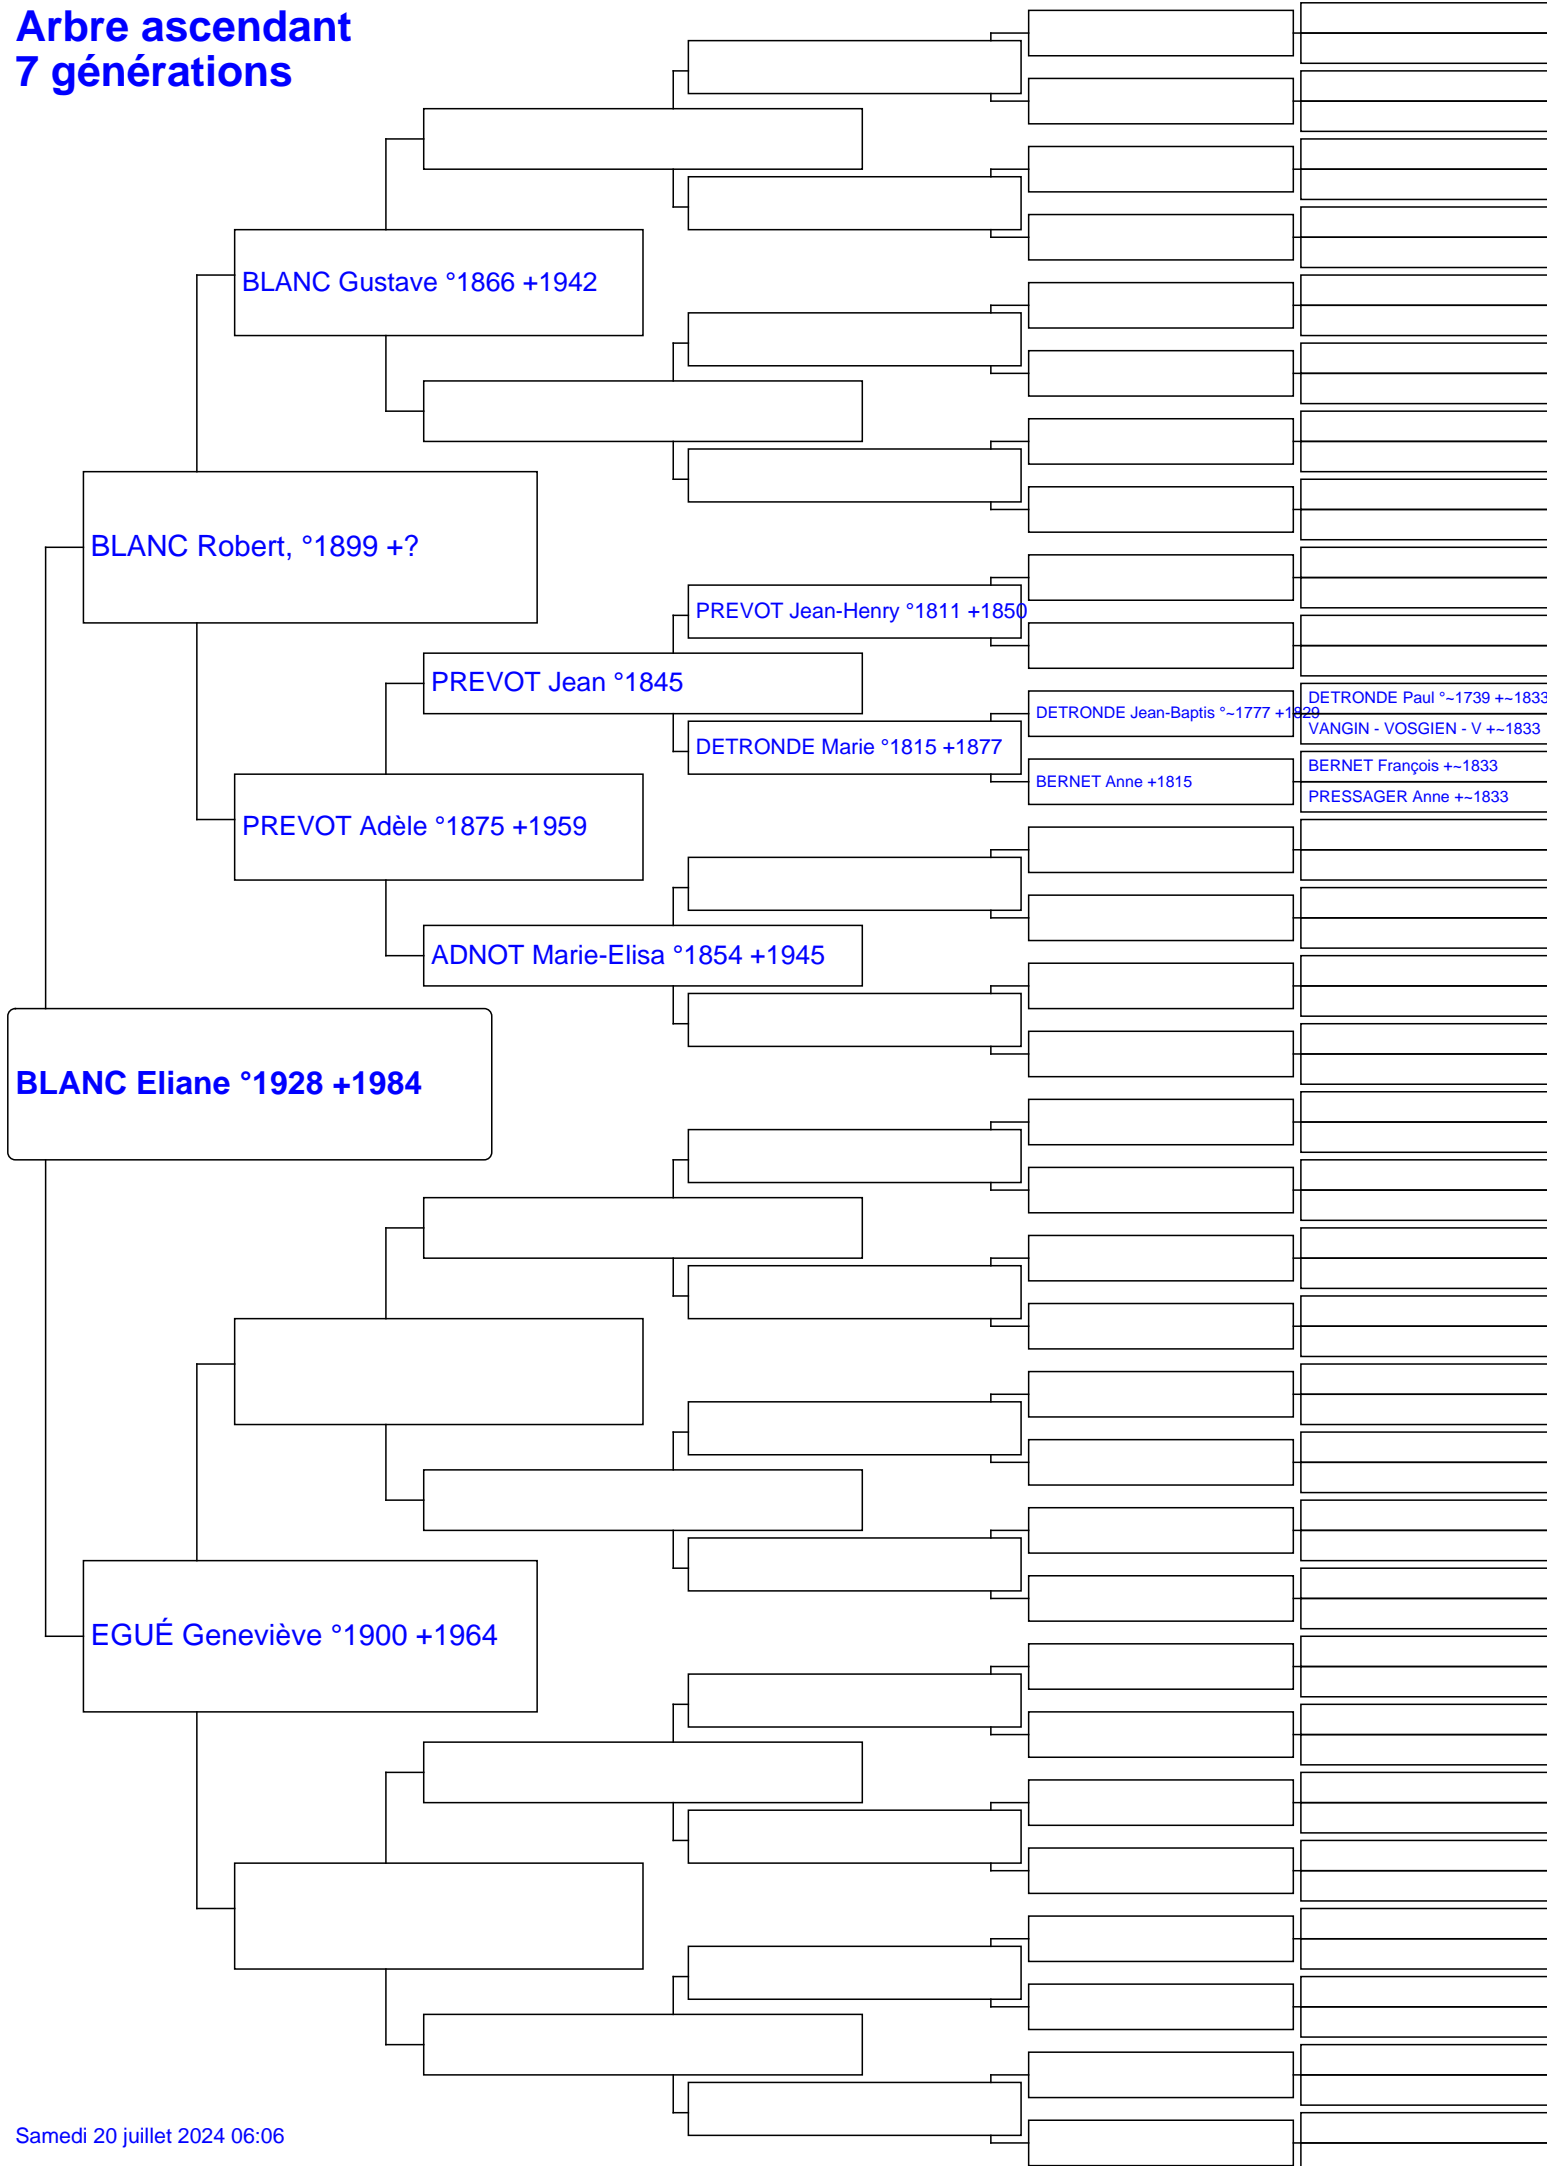 Arbre ascendant
7 générations
BLANC Gustave °1866 +1942
BLANC Robert, °1899 +?
PREVOT Jean-Henry °1811 +1850
PREVOT Jean °1845
DETRONDE Paul °~1739 +~1833
DETRONDE Jean-Baptis °~1777 +1829
VANGIN - VOSGIEN - V +~1833
DETRONDE Marie °1815 +1877
BERNET François +~1833
BERNET Anne +1815
PRESSAGER Anne +~1833
PREVOT Adèle °1875 +1959
ADNOT Marie-Elisa °1854 +1945
BLANC Eliane °1928 +1984
EGUÉ Geneviève °1900 +1964
Samedi 20 juillet 2024 06:06